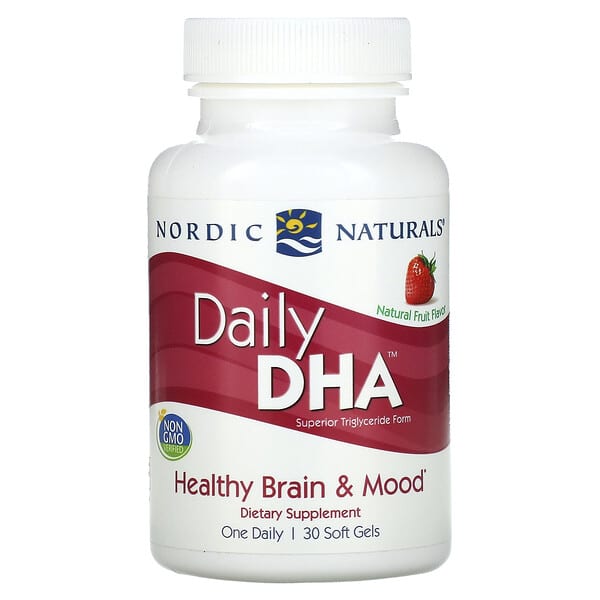 NORDIC NATURALS®
Natural Fruit Flavor
Daily
DHA™
Superior Triglyceride Form
NON
GMO
VERIFIED
Healthy Brain & Mood*
Dietary Supplement
One Daily | 30 Soft Gels